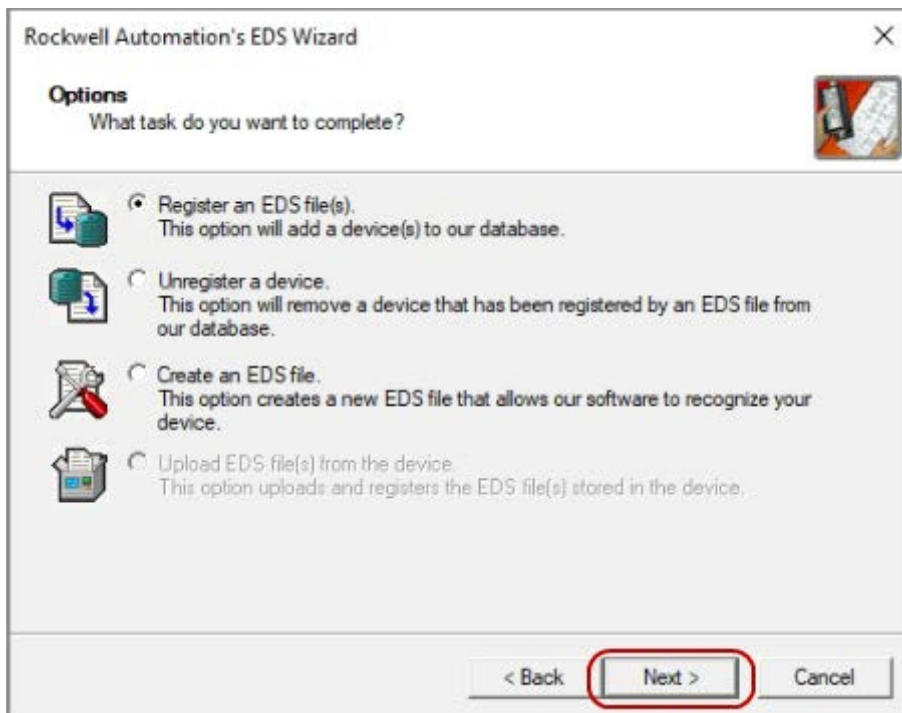 Rockwell Automation's EDS Wizard
Options
What task do you want to complete?
Register an EDS file(s).
This option will add a device(s) to our database.
Unregister a device.
This option will remove a device that has been registered by an EDS file from
our database.
Create an EDS file.
This option creates a new EDS file that allows our software to recognize your
device.
Upload EDS file(s) from the device.
This option uploads and registers the EDS file(s) stored in the device.
< Back Next > Cancel